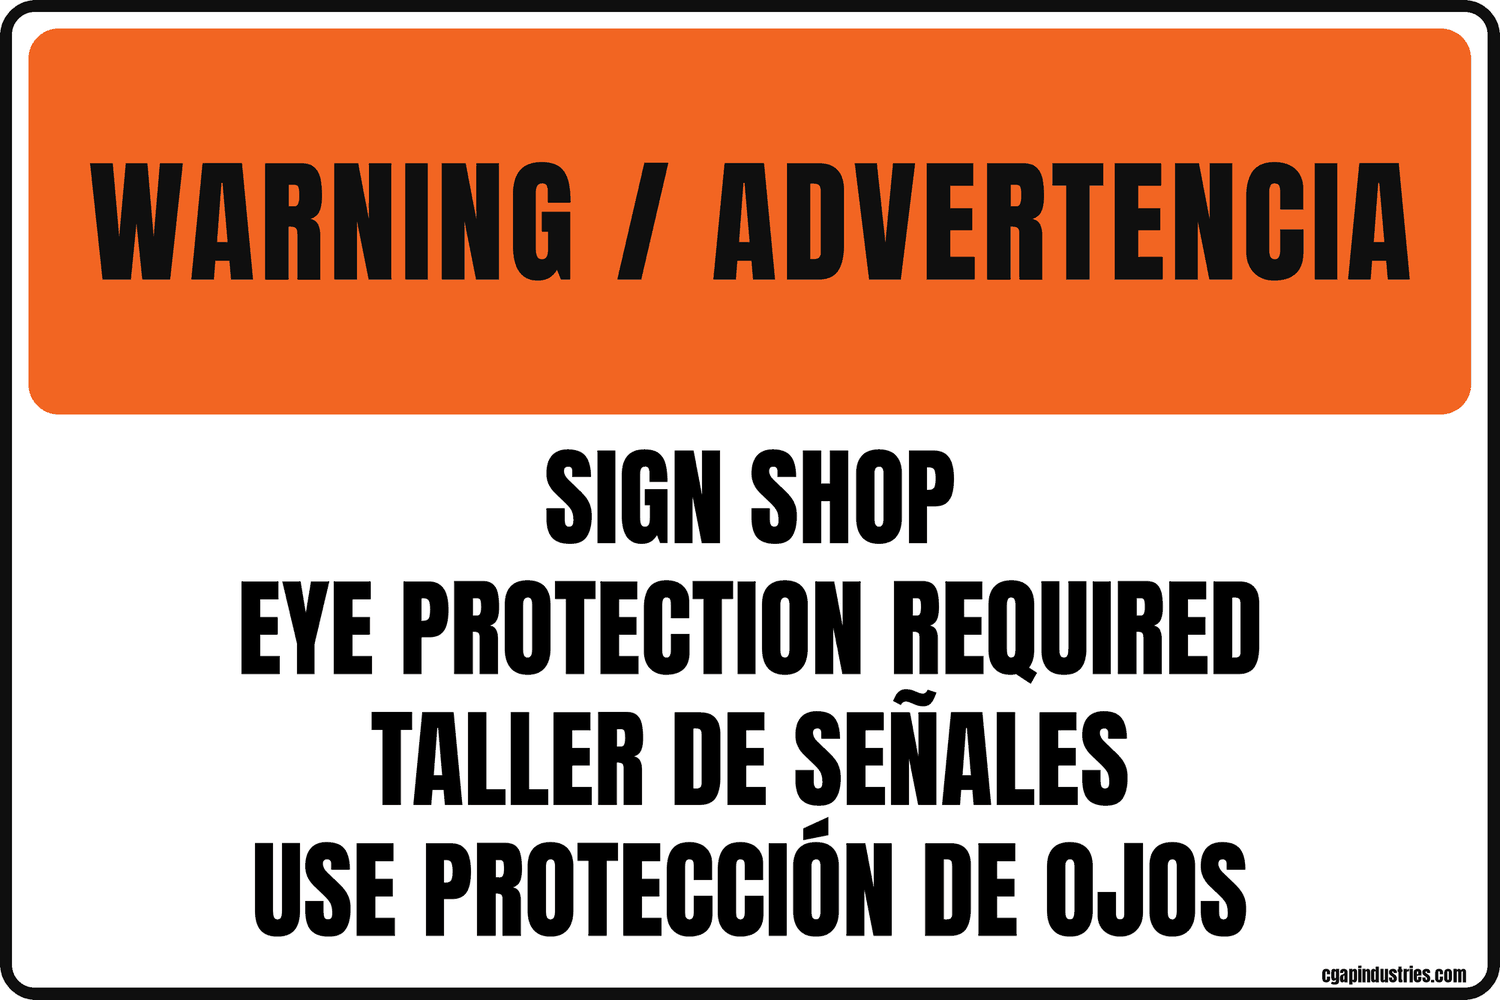 WARNING / ADVERTENCIA
SIGN SHOP
EYE PROTECTION REQUIRED
TALLER DE SEÑALES
USE PROTECCIÓN DE OJOS
cgapindustries.com